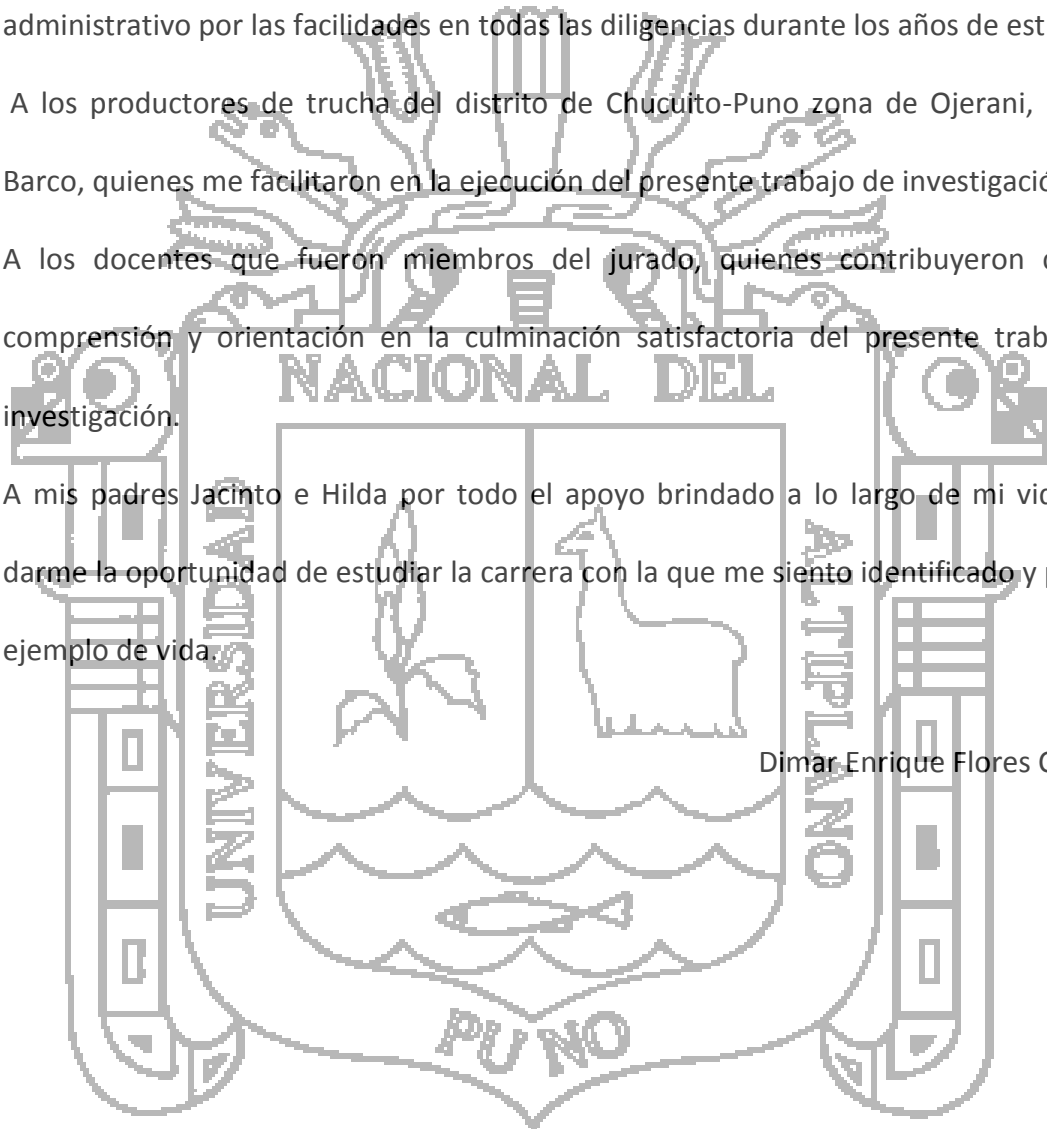 administrativo por las facilidades en todas las diligencias durante los años de est
A los productores de trucha del distrito de Chucuito-Puno zona de Ojerani,
Barco, quienes me facilitaron en la ejecución del presente trabajo de investigació
A los docentes que fueron miembros del jurado, quienes contribuyeron
comprensión y orientación en la culminación satisfactoria del presente trab
investigación.
A mis padres Jacinto e Hilda por todo el apoyo brindado a lo largo de mi vid
darme la oportunidad de estudiar la carrera con la que me siento identificado y
ejemplo de vida.
Dimar Enrique Flores
NACIONAL DEL
UNIVERSIDAD
ALTIPLANO
PUNO